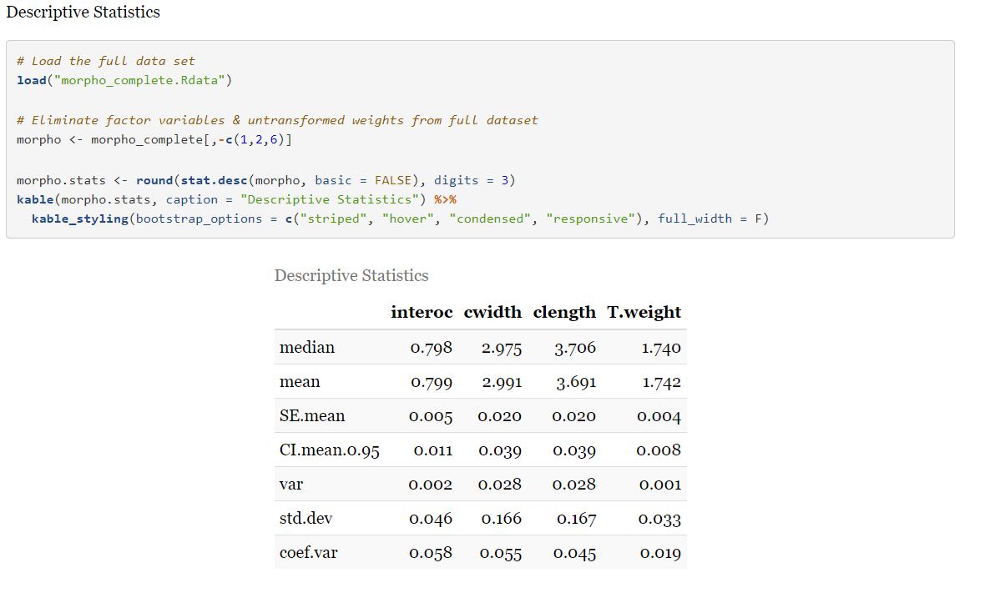 Descriptive Statistics
# Load the full data set
load("morpho_complete.Rdata")
# Eliminate factor variables & untransformed weights from full dataset
morpho <- morpho_complete[,-c(1,2,6)]
morpho.stats <- round(stat.desc(morpho, basic = FALSE), digits = 3)
kable(morpho.stats, caption = "Descriptive Statistics") %>%
  kable_styling(bootstrap_options = c("striped", "hover", "condensed", "responsive"), full_width = F)
Descriptive Statistics
interoc cwidth clength T.weight
median 0.798 2.975 3.706 1.740
mean 0.799 2.991 3.691 1.742
SE.mean 0.005 0.020 0.020 0.004
CI.mean.0.95 0.011 0.039 0.039 0.008
var 0.002 0.028 0.028 0.001
std.dev 0.046 0.166 0.167 0.033
coef.var 0.058 0.055 0.045 0.019